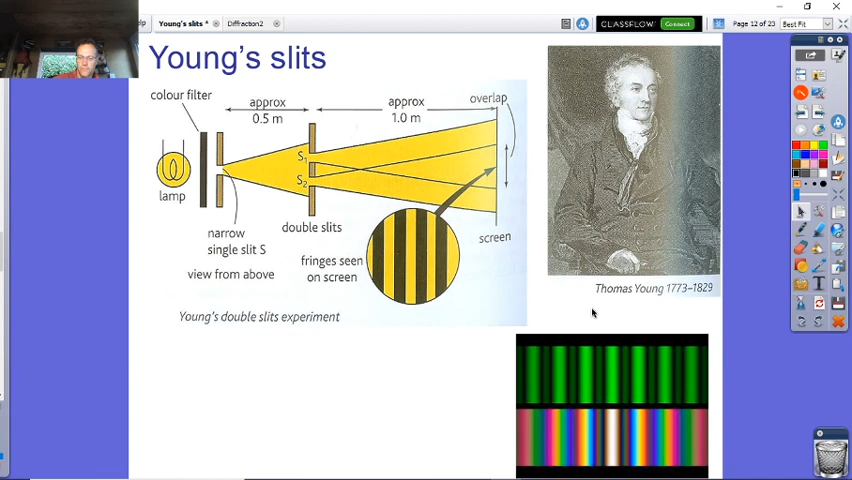 lp
Young's slits *
Diffraction2
CLASSFLOW
Connect
Page 12 of 23
Best Fit
Young's slits
colour filter
approx
0.5 m
approx
1.0 m
overlap
S1
S2
lamp
narrow
single slit S
double slits
view from above
fringes seen
on screen
screen
Young's double slits experiment
Thomas Young 1773–1829
T